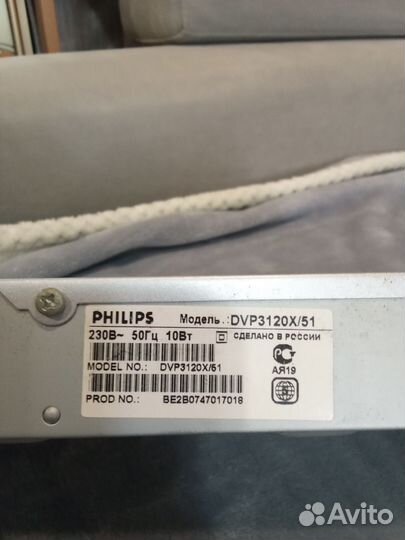 PHILIPS Модель.: DVP3120X/51
230В~ 50Гц 10Вт СДЕЛАНО В РОССИИ
MODEL NO.: DVP3120X/51
АЯ19
PROD NO.: BE2B0747017018
Avito